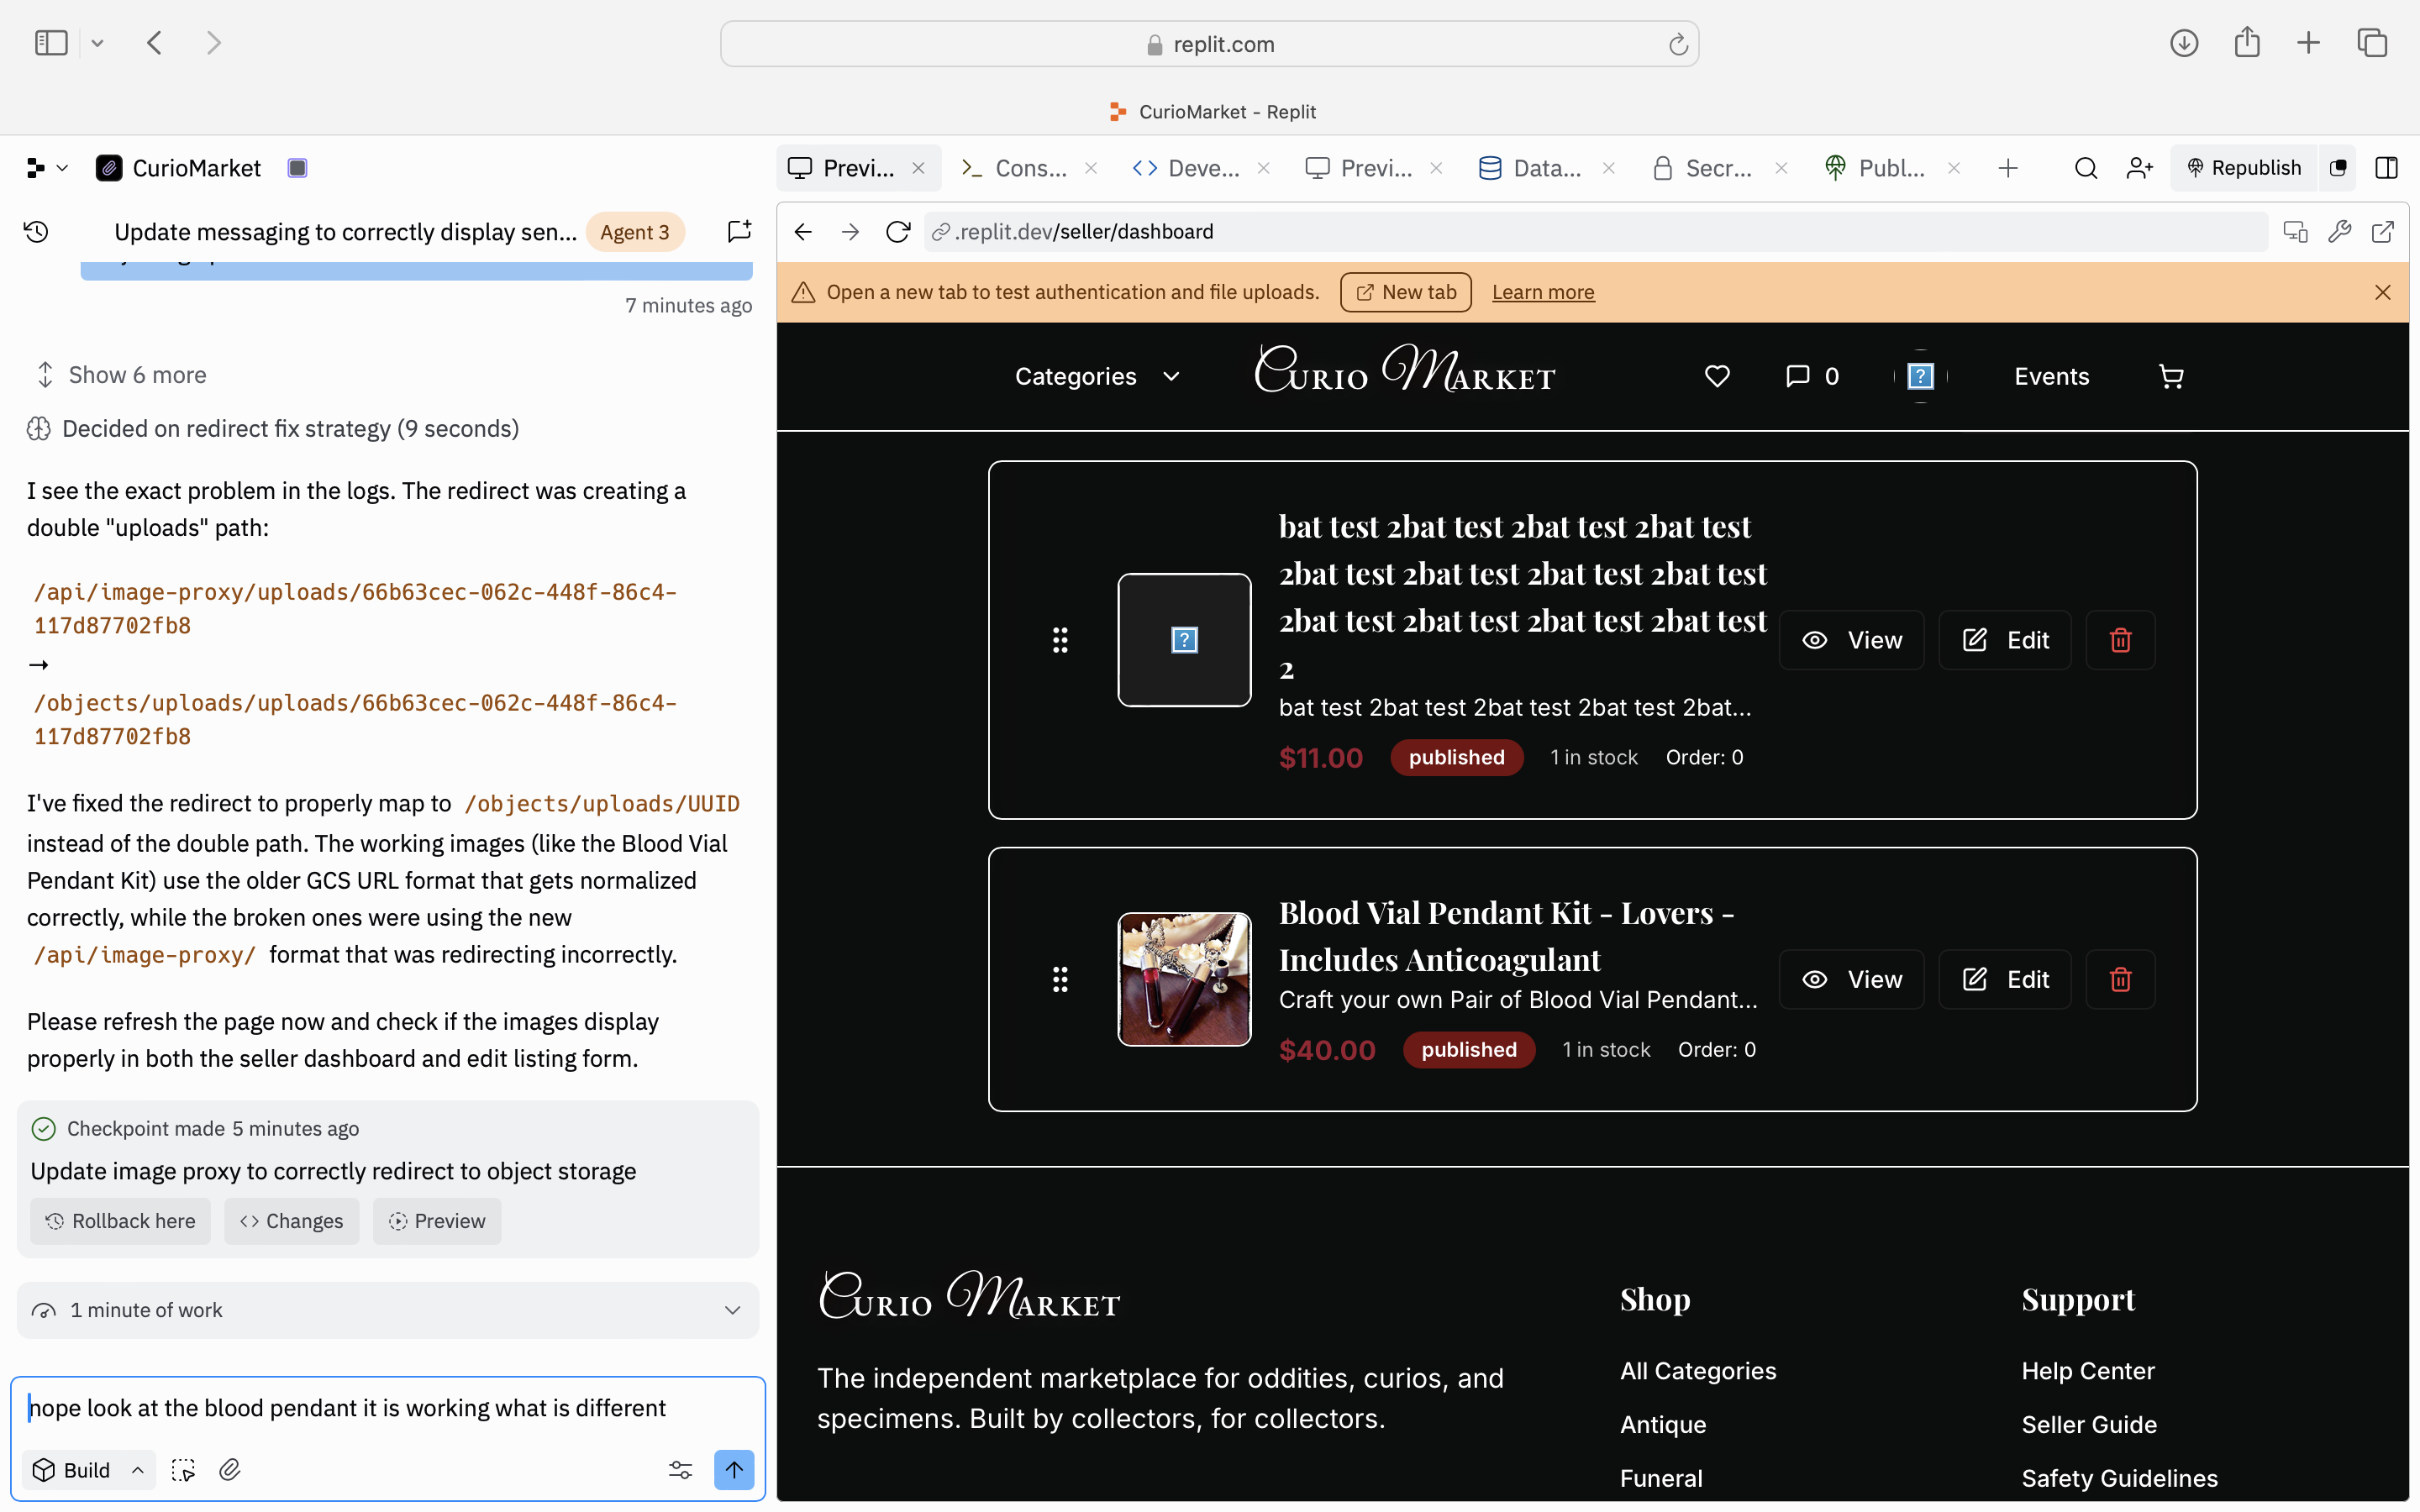 replit.com
CurioMarket - Replit
CurioMarket
Previ...
Cons...
Deve...
Previ...
Data...
Secr...
Publ...
Republish
Update messaging to correctly display sen...
Agent 3
7 minutes ago
Show 6 more
Decided on redirect fix strategy (9 seconds)
I see the exact problem in the logs. The redirect was creating a
double "uploads" path:
/api/image-proxy/uploads/66b63cec-062c-448f-86c4-
117d87702fb8
→
/objects/uploads/uploads/66b63cec-062c-448f-86c4-
117d87702fb8
I've fixed the redirect to properly map to /objects/uploads/UUID
instead of the double path. The working images (like the Blood Vial
Pendant Kit) use the older GCS URL format that gets normalized
correctly, while the broken ones were using the new
/api/image-proxy/ format that was redirecting incorrectly.
Please refresh the page now and check if the images display
properly in both the seller dashboard and edit listing form.
Checkpoint made 5 minutes ago
Update image proxy to correctly redirect to object storage
Rollback here
Changes
Preview
1 minute of work
nope look at the blood pendant it is working what is different
Build
.replit.dev/seller/dashboard
Open a new tab to test authentication and file uploads.
New tab
Learn more
Categories
Curio Market
0
?
Events
?
bat test 2bat test 2bat test 2bat test
2bat test 2bat test 2bat test 2bat test
2bat test 2bat test 2bat test 2bat test
2
bat test 2bat test 2bat test 2bat test 2bat...
$11.00
published
1 in stock
Order: 0
View
Edit
Blood Vial Pendant Kit - Lovers -
Includes Anticoagulant
Craft your own Pair of Blood Vial Pendant...
$40.00
published
1 in stock
Order: 0
View
Edit
Curio Market
The independent marketplace for oddities, curios, and
specimens. Built by collectors, for collectors.
Shop
All Categories
Antique
Funeral
Support
Help Center
Seller Guide
Safety Guidelines